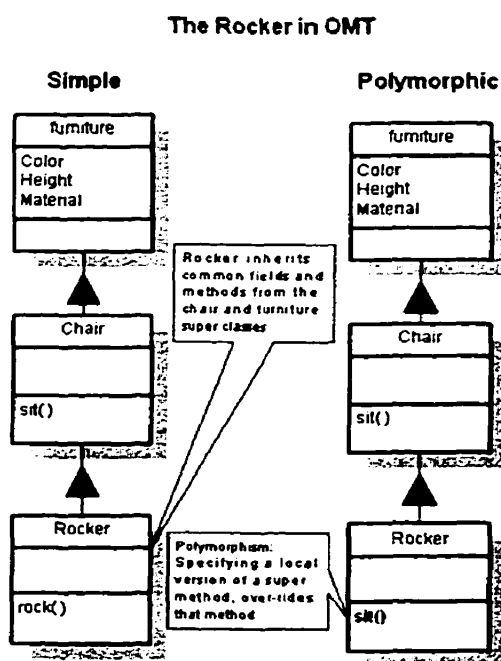 The Rocker in OMT
Simple
furniture
Color
Height
Material
Chair
sit()
Rocker
rock()
Rocker inherits
common fields and
methods from the
chair and furniture
super classes
Polymorphism:
Specifying a local
version of a super
method, over-rides
that method
Polymorphic
furniture
Color
Height
Material
Chair
sit()
Rocker
sit()